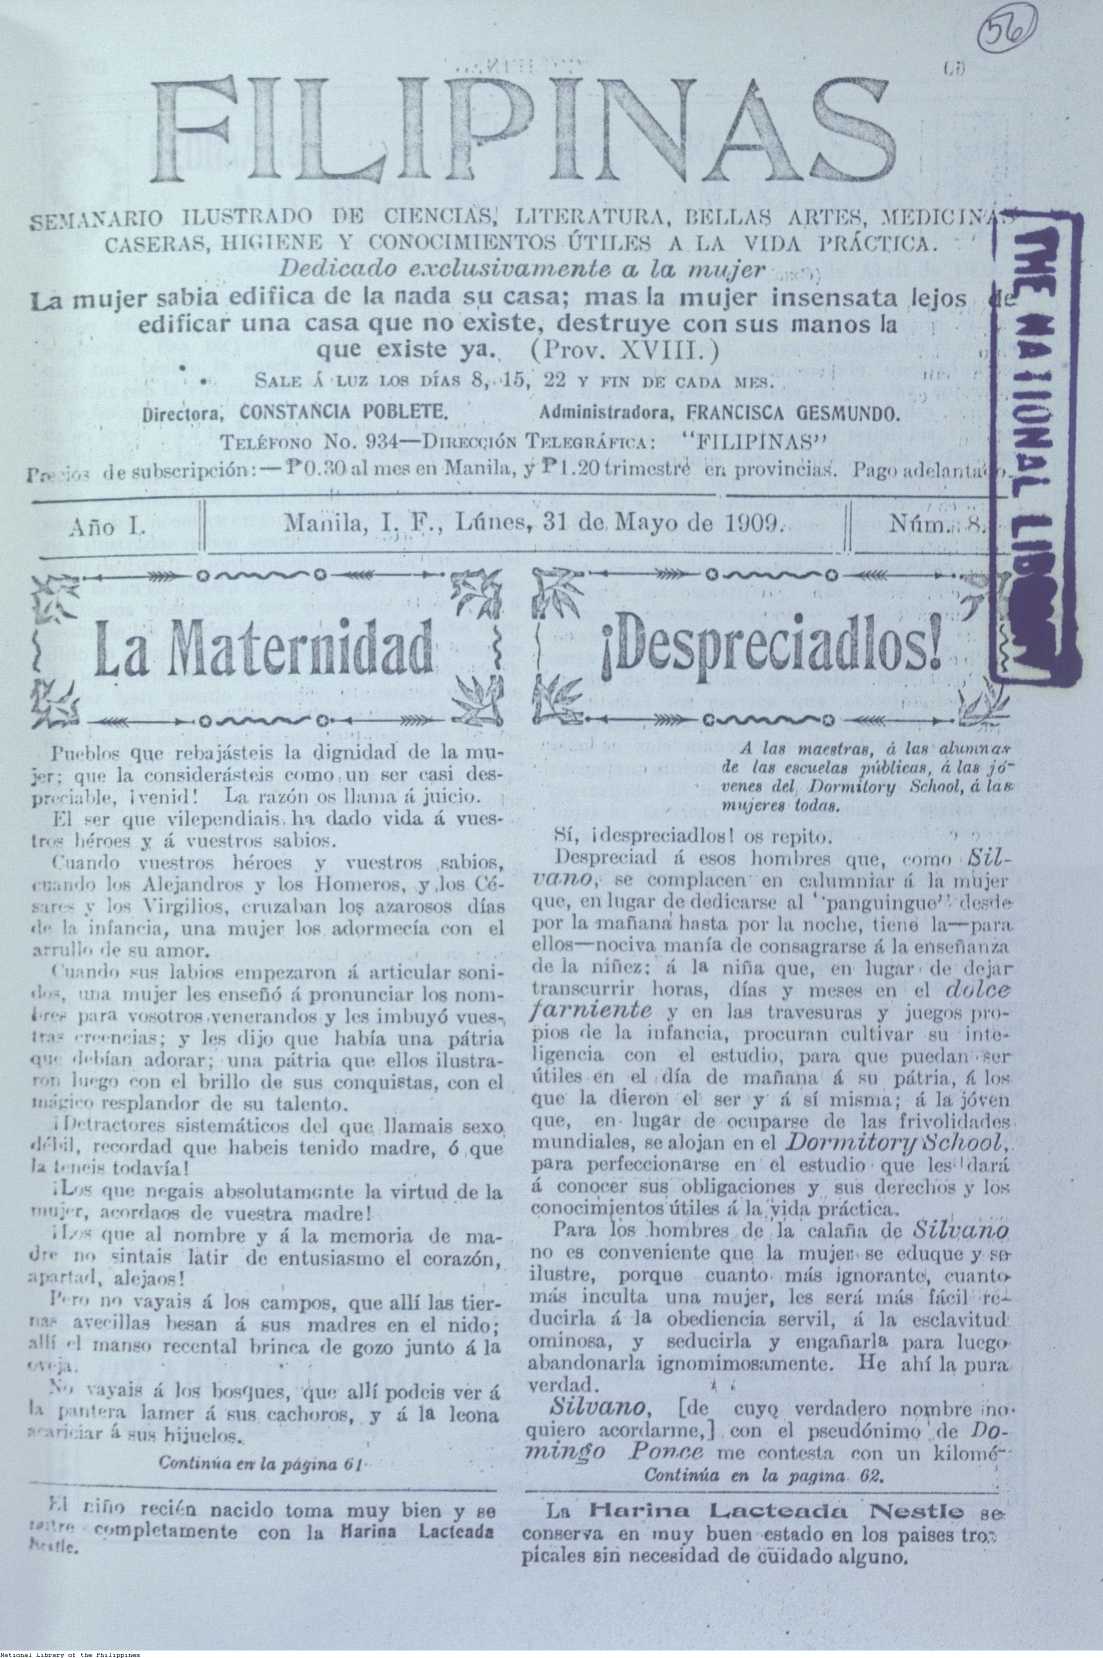 56
FILIPINAS
SEMANARIO ILUSTRADO DE CIENCIAS, LITERATURA, BELLAS ARTES, MEDICINAS
CASERAS, HIGIENE Y CONOCIMIENTOS ÚTILES A LA VIDA PRÁCTICA.
Dedicado exclusivamente a la mujer
La mujer sabia edifica de la nada su casa; mas la mujer insensata lejos de
edificar una casa que no existe, destruye con sus manos la
que existe ya. (Prov. XVIII.)
SALE Á LUZ LOS DÍAS 8, 15, 22 Y FIN DE CADA MES.
Directora, CONSTANCIA POBLETE. Administradora, FRANCISCA GESMUNDO.
TELÉFONO No. 934—DIRECCIÓN TELEGRÁFICA: "FILIPINAS"
Precios de subscripción:—₱0.30 al mes en Manila, y ₱1.20 trimestre en provincias. Pago adelantado.
THE NATIONAL LIBRARY
Año I. Manila, I. F., Lúnes, 31 de Mayo de 1909. Núm. 8.
La Maternidad
Pueblos que rebajásteis la dignidad de la mu-
jer; que la considerásteis como un ser casi des-
preciable, ¡venid! La razón os llama á juicio.
El ser que vilependiais ha dado vida á vues-
tros héroes y á vuestros sabios.
Cuando vuestros héroes y vuestros sabios,
cuando los Alejandros y los Homeros, y los Cé-
sares y los Virgilios, cruzaban los azarosos días
de la infancia, una mujer los adormecía con el
arrullo de su amor.
Cuando sus labios empezaron á articular soni-
dos, una mujer les enseñó á pronunciar los nom-
bres para vosotros venerandos y les imbuyó vues-
tras creencias; y les dijo que había una pátria
que debían adorar; una pátria que ellos ilustra-
ron luego con el brillo de sus conquistas, con el
mágico resplandor de su talento.
¡Detractores sistemáticos del que llamais sexo
débil, recordad que habeis tenido madre, ó que
la teneis todavía!
¡Los que negais absolutamente la virtud de la
mujer, acordaos de vuestra madre!
¡Los que al nombre y á la memoria de ma-
dre no sintais latir de entusiasmo el corazón,
apartad, alejaos!
Pero no vayais á los campos, que allí las tier-
nas avecillas besan á sus madres en el nido;
allí el manso recental brinca de gozo junto á la
oveja.
No vayais á los bosques, que allí podeis ver á
la pantera lamer á sus cachoros, y á la leona
acariciar á sus hijuelos.
Continúa en la página 61
El niño recién nacido toma muy bien y se
nutre completamente con la Harina Lacteada
Nestle.
¡Despreciadlos!
A las maestras, á las alumnas
de las escuelas públicas, á las jó-
venes del Dormitory School, á las
mujeres todas.
Sí, ¡despreciadlos! os repito.
Despreciad á esos hombres que, como Sil-
vano, se complacen en calumniar á la mujer
que, en lugar de dedicarse al "panguingue" desde
por la mañana hasta por la noche, tiene la—para
ellos—nociva manía de consagrarse á la enseñanza
de la niñez; á la niña que, en lugar de dejar
transcurrir horas, días y meses en el dolce
farniente y en las travesuras y juegos pro-
pios de la infancia, procuran cultivar su inte-
ligencia con el estudio, para que puedan ser
útiles en el día de mañana á su pátria, á los
que la dieron el ser y á sí misma; á la jóven
que, en lugar de ocuparse de las frivolidades
mundiales, se alojan en el Dormitory School,
para perfeccionarse en el estudio que les dará
á conocer sus obligaciones y sus derechos y los
conocimientos útiles á la vida práctica.
Para los hombres de la calaña de Silvano
no es conveniente que la mujer se eduque y se
ilustre, porque cuanto más ignorante, cuanto
más inculta una mujer, les será más fácil re-
ducirla á la obediencia servil, á la esclavitud
ominosa, y seducirla y engañarla para luego
abandonarla ignomimosamente. He ahí la pura
verdad.
Silvano, [de cuyo verdadero nombre no
quiero acordarme,] con el pseudónimo de Do-
mingo Ponce me contesta con un kilomé-
Continúa en la pagina 62.
La Harina Lacteada Nestle se
conserva en muy buen estado en los paises tro-
picales sin necesidad de cuidado alguno.
National Library of the Philippines